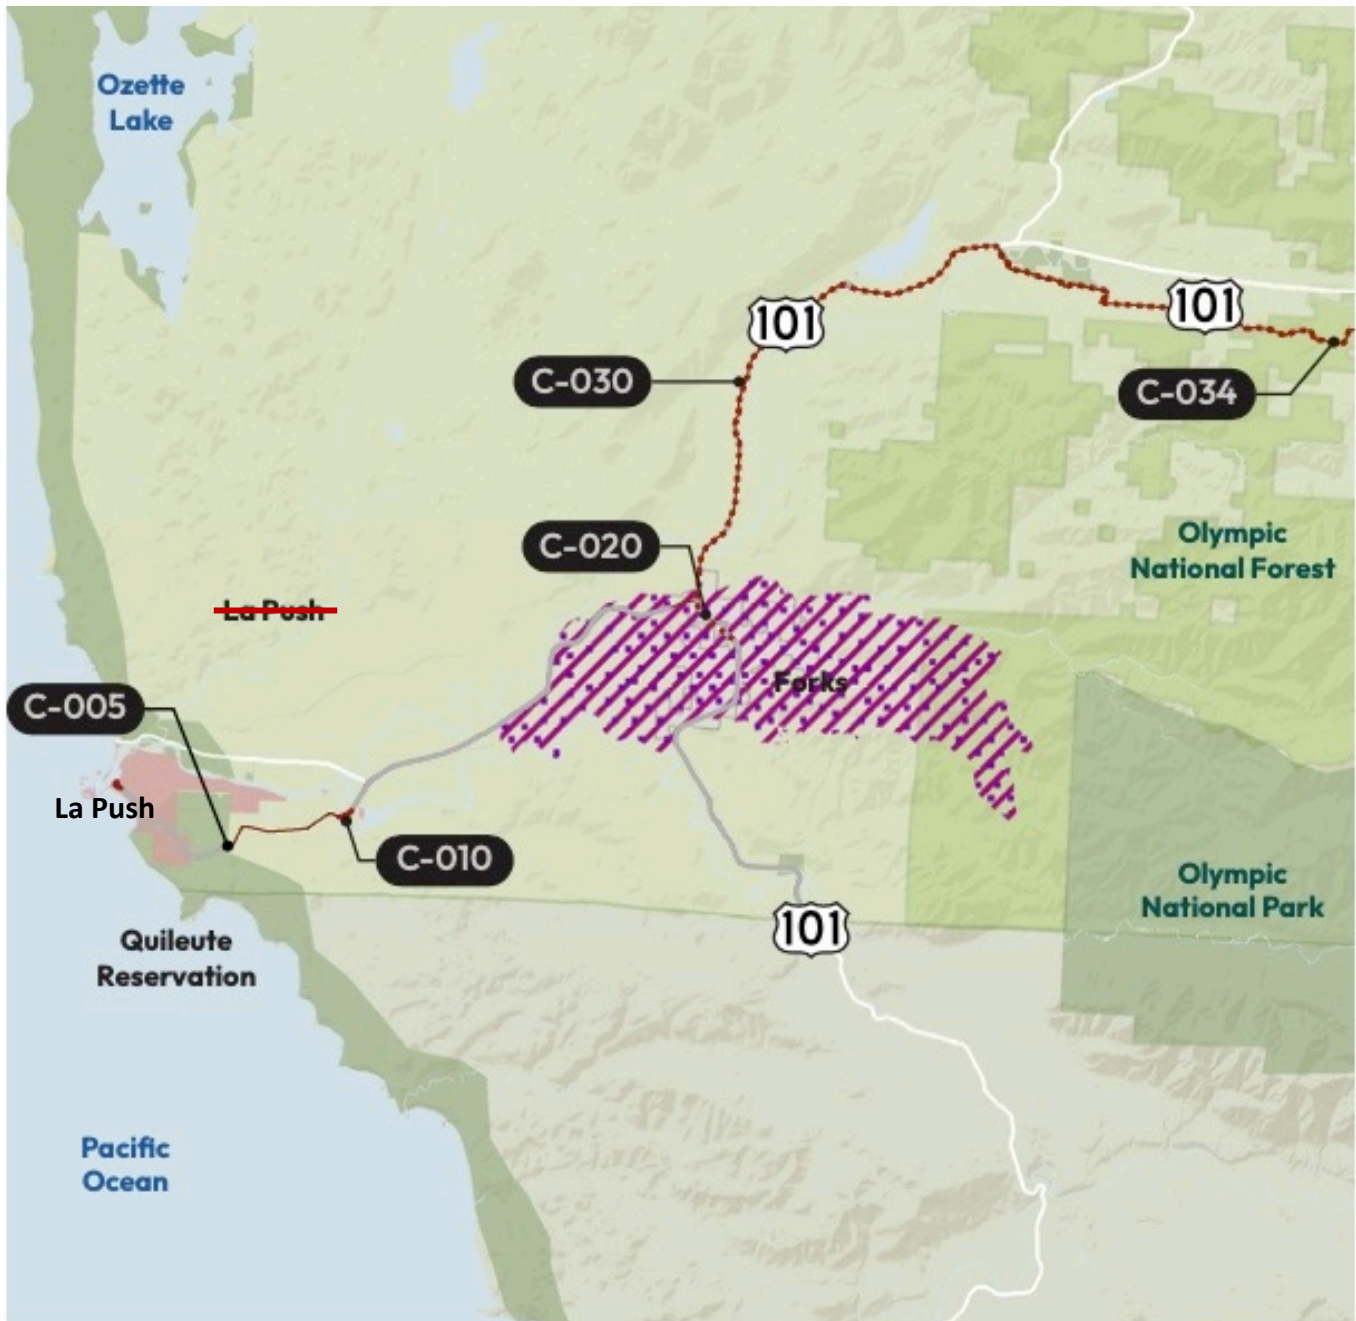 Ozette
Lake
101
101
C-030
C-034
C-020
Olympic
National Forest
La Push
Forks
C-005
La Push
C-010
Olympic
National Park
101
Quileute
Reservation
Pacific
Ocean